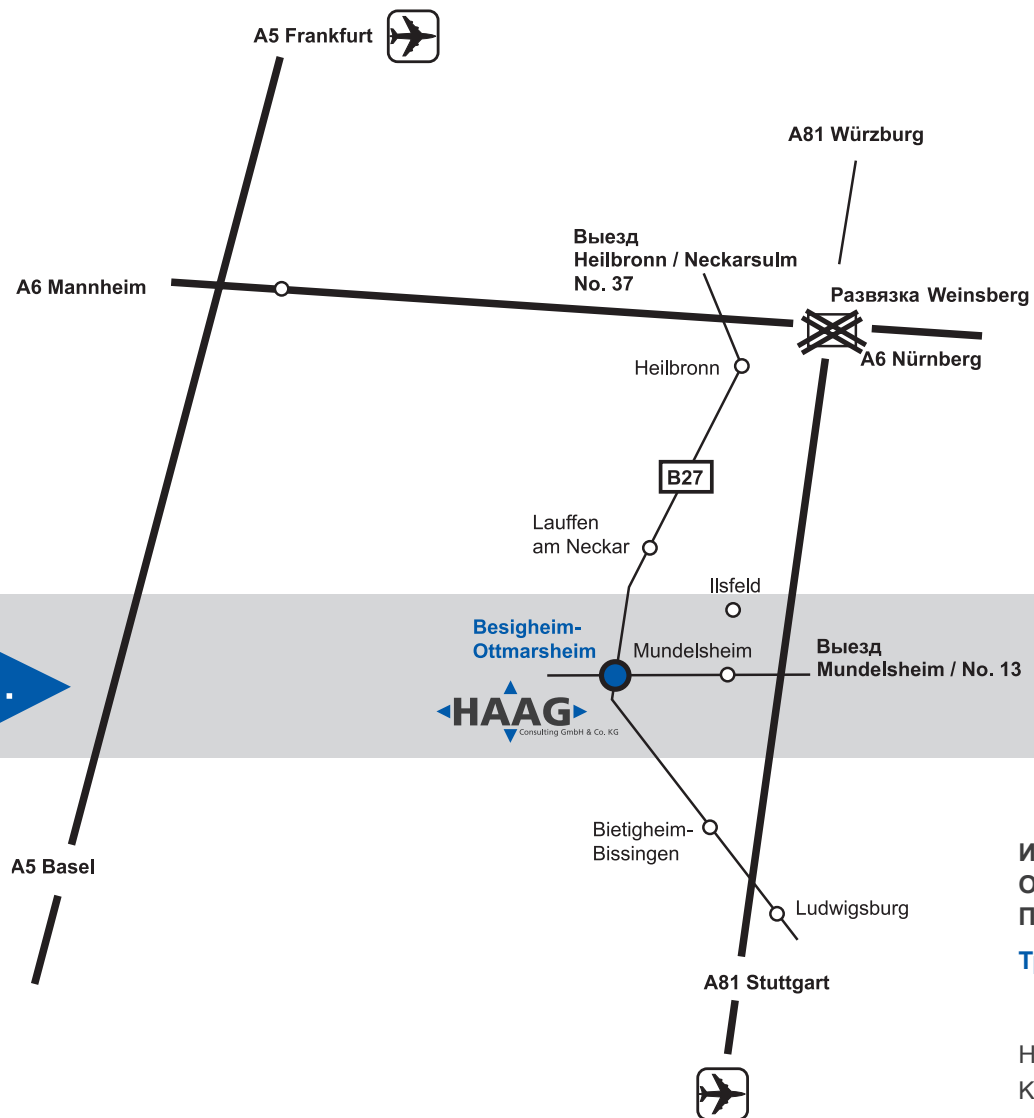 A5 Frankfurt
A81 Würzburg
Выезд
Heilbronn / Neckarsulm
No. 37
A6 Mannheim
Развязка Weinsberg
A6 Nürnberg
Heilbronn
B27
Lauffen
am Neckar
Ilsfeld
Besigheim-
Ottmarsheim
Mundelsheim
Выезд
Mundelsheim / No. 13
HAAG
Consulting GmbH & Co. KG
Bietigheim-
Bissingen
A5 Basel
Ludwigsburg
A81 Stuttgart